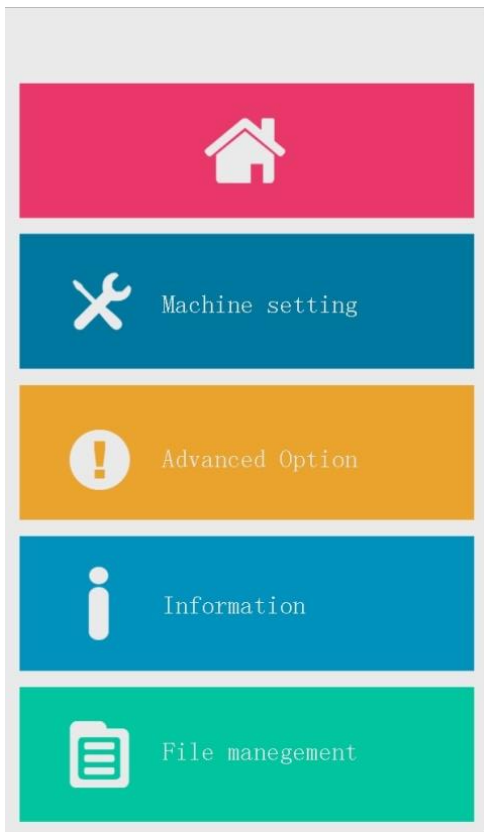 Machine setting
Advanced Option
Information
File manegement